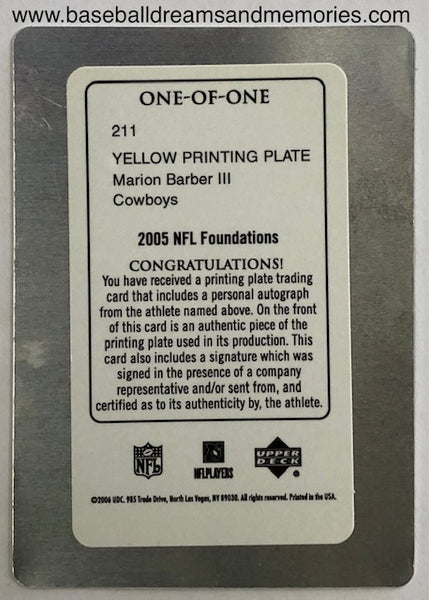 www.baseballdreamsandmemories.com
ONE-OF-ONE
211
YELLOW PRINTING PLATE
Marion Barber III
Cowboys
2005 NFL Foundations
CONGRATULATIONS!
You have received a printing plate trading
card that includes a personal autograph
from the athlete named above. On the front
of this card is an authentic piece of the
printing plate used in its production. This
card also includes a signature which was
signed in the presence of a company
representative and/or sent from, and
certified as to its authenticity by, the athlete.
NFL
NFLPLAYERS
UPPER
DECK
©2006 UDC. 985 Trade Drive, North Las Vegas, NV 89030. All rights reserved. Printed in the USA.